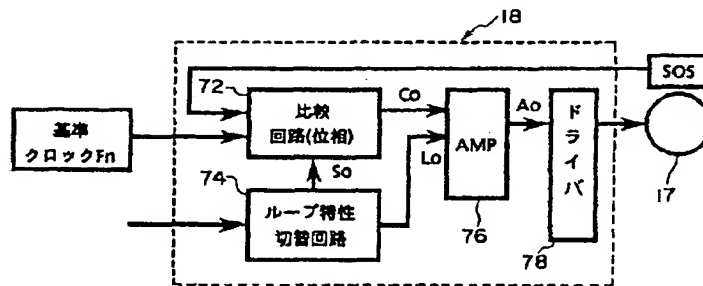 18
SOS
72
比較
回路(位相)
Co
Lo
AMP
Ao
ドライバ
17
基準
クロックFn
So
74
ループ特性
切替回路
76
78